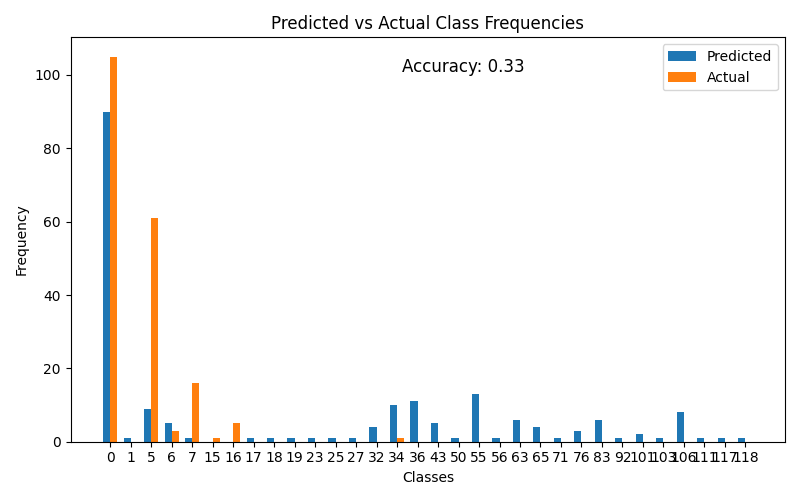 Predicted vs Actual Class Frequencies
Accuracy: 0.33
Predicted
Actual
Frequency
100
80
60
40
20
0
0 1 5 6 7 15 16 17 18 19 23 25 27 32 34 36 43 50 55 56 63 65 71 76 83 92 101 103 106 111 117 118
Classes